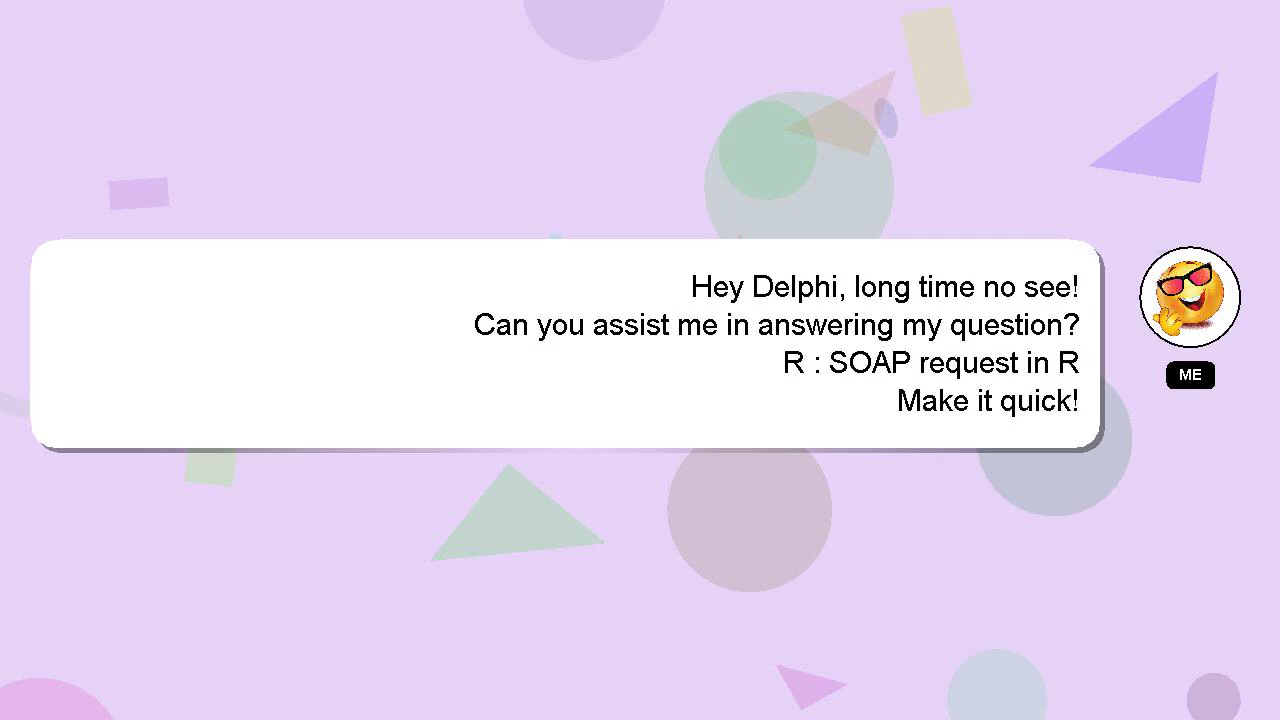 Hey Delphi, long time no see!
Can you assist me in answering my question?
R : SOAP request in R
Make it quick!
ME